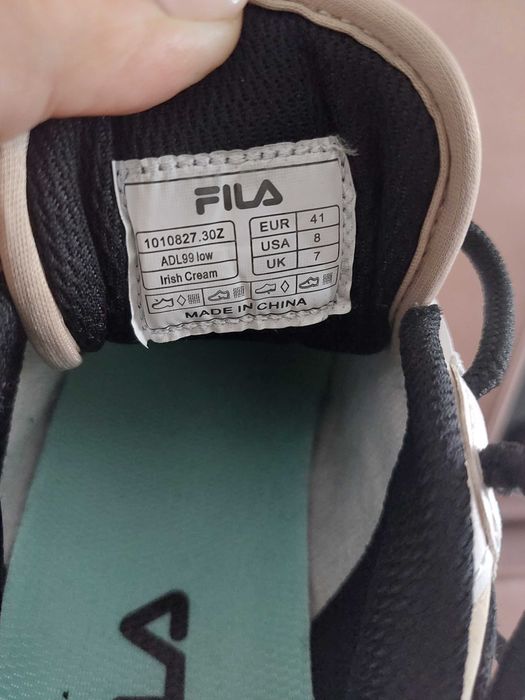 FILA
1010827.30Z
ADL99 low
Irish Cream
EUR 41
USA 8
UK 7
MADE IN CHINA
FILA